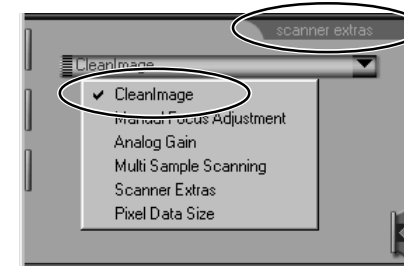 scanner extras
CleanImage
✔ CleanImage
Manual Focus Adjustment
Analog Gain
Multi Sample Scanning
Scanner Extras
Pixel Data Size